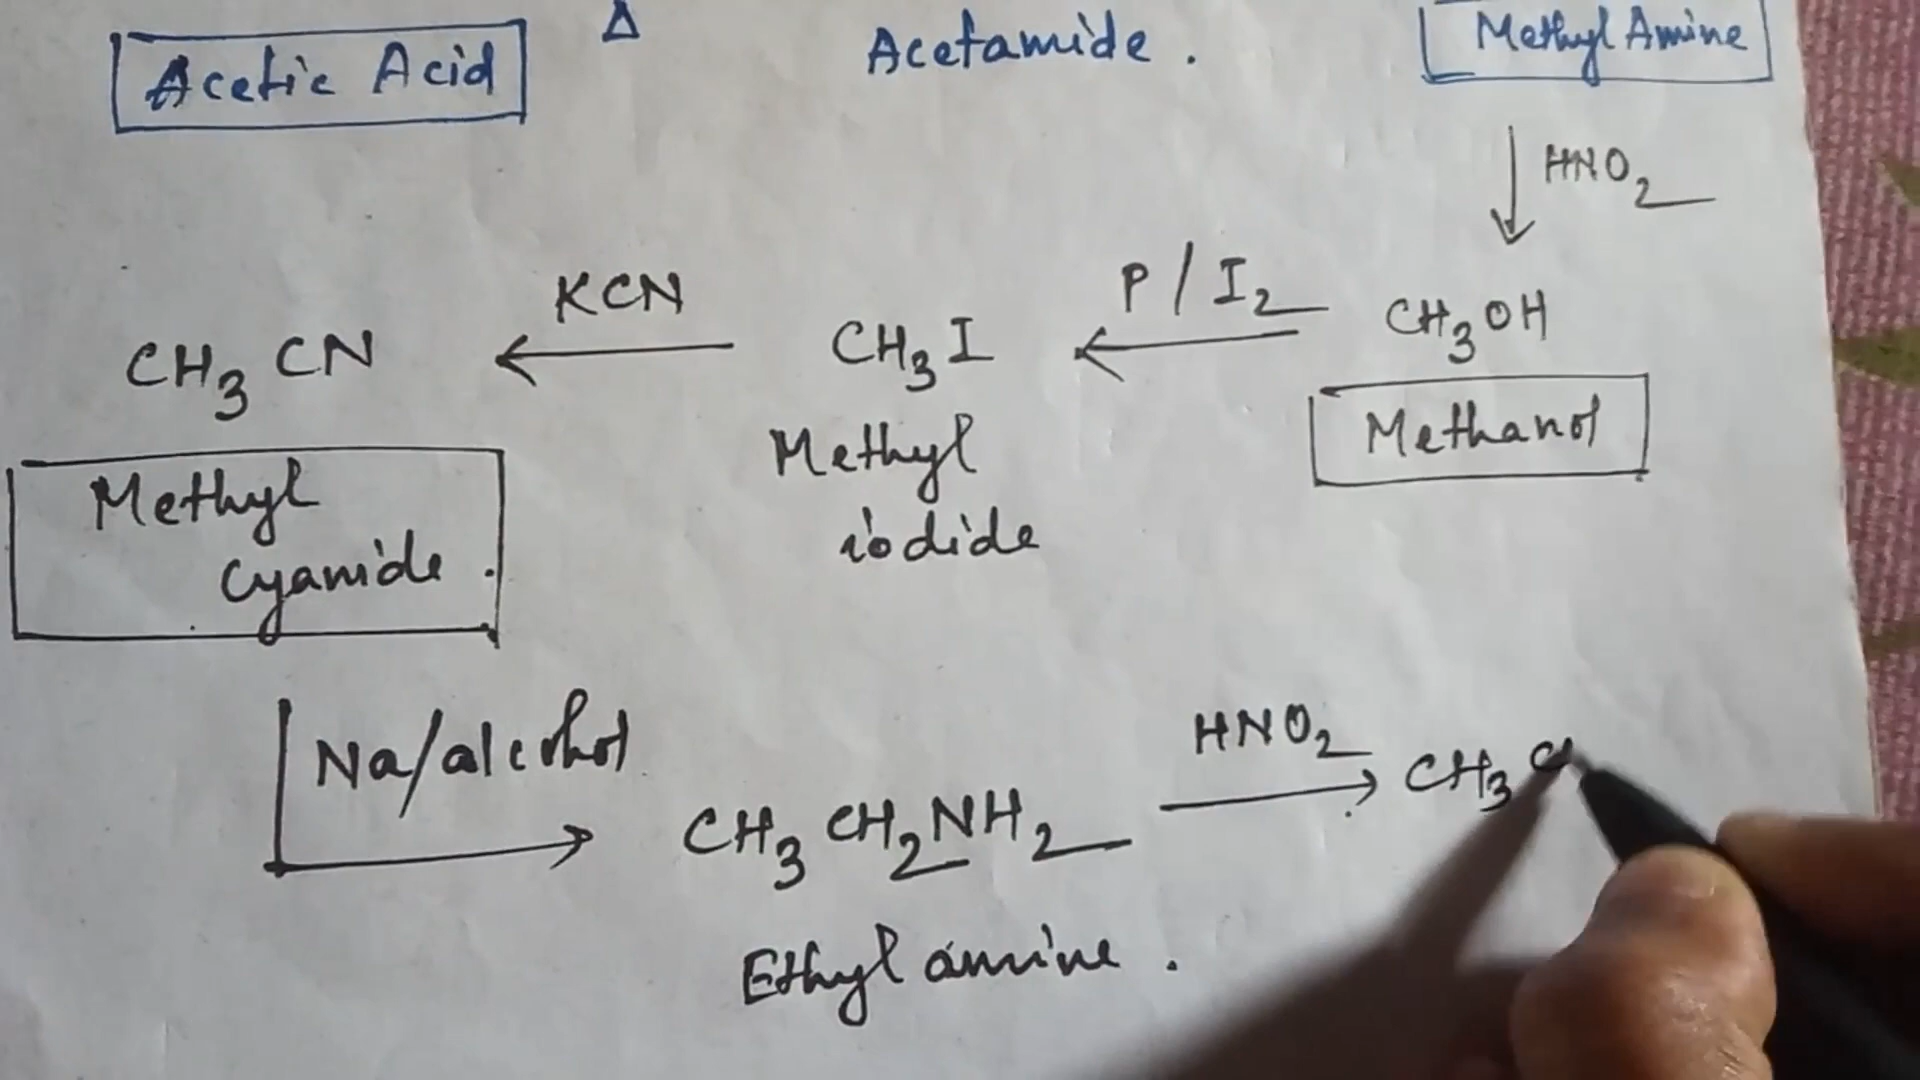 Acetic Acid Δ Acetamide. Methyl Amine
HNO2
CH3CN KCN CH3I P/I2 CH3OH
Methyl cyanide. Methyl iodide Methanol
Na/alcohol CH3CH2NH2 HNO2 CH3 C
Ethyl amine.